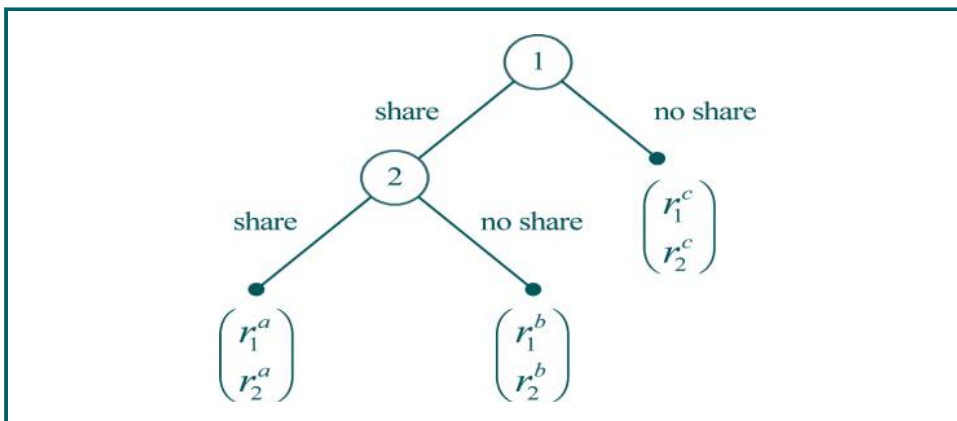 1
share
no share
2
share
no share
r₁ᶜ
r₂ᶜ
r₁ᵃ
r₂ᵃ
r₁ᵇ
r₂ᵇ